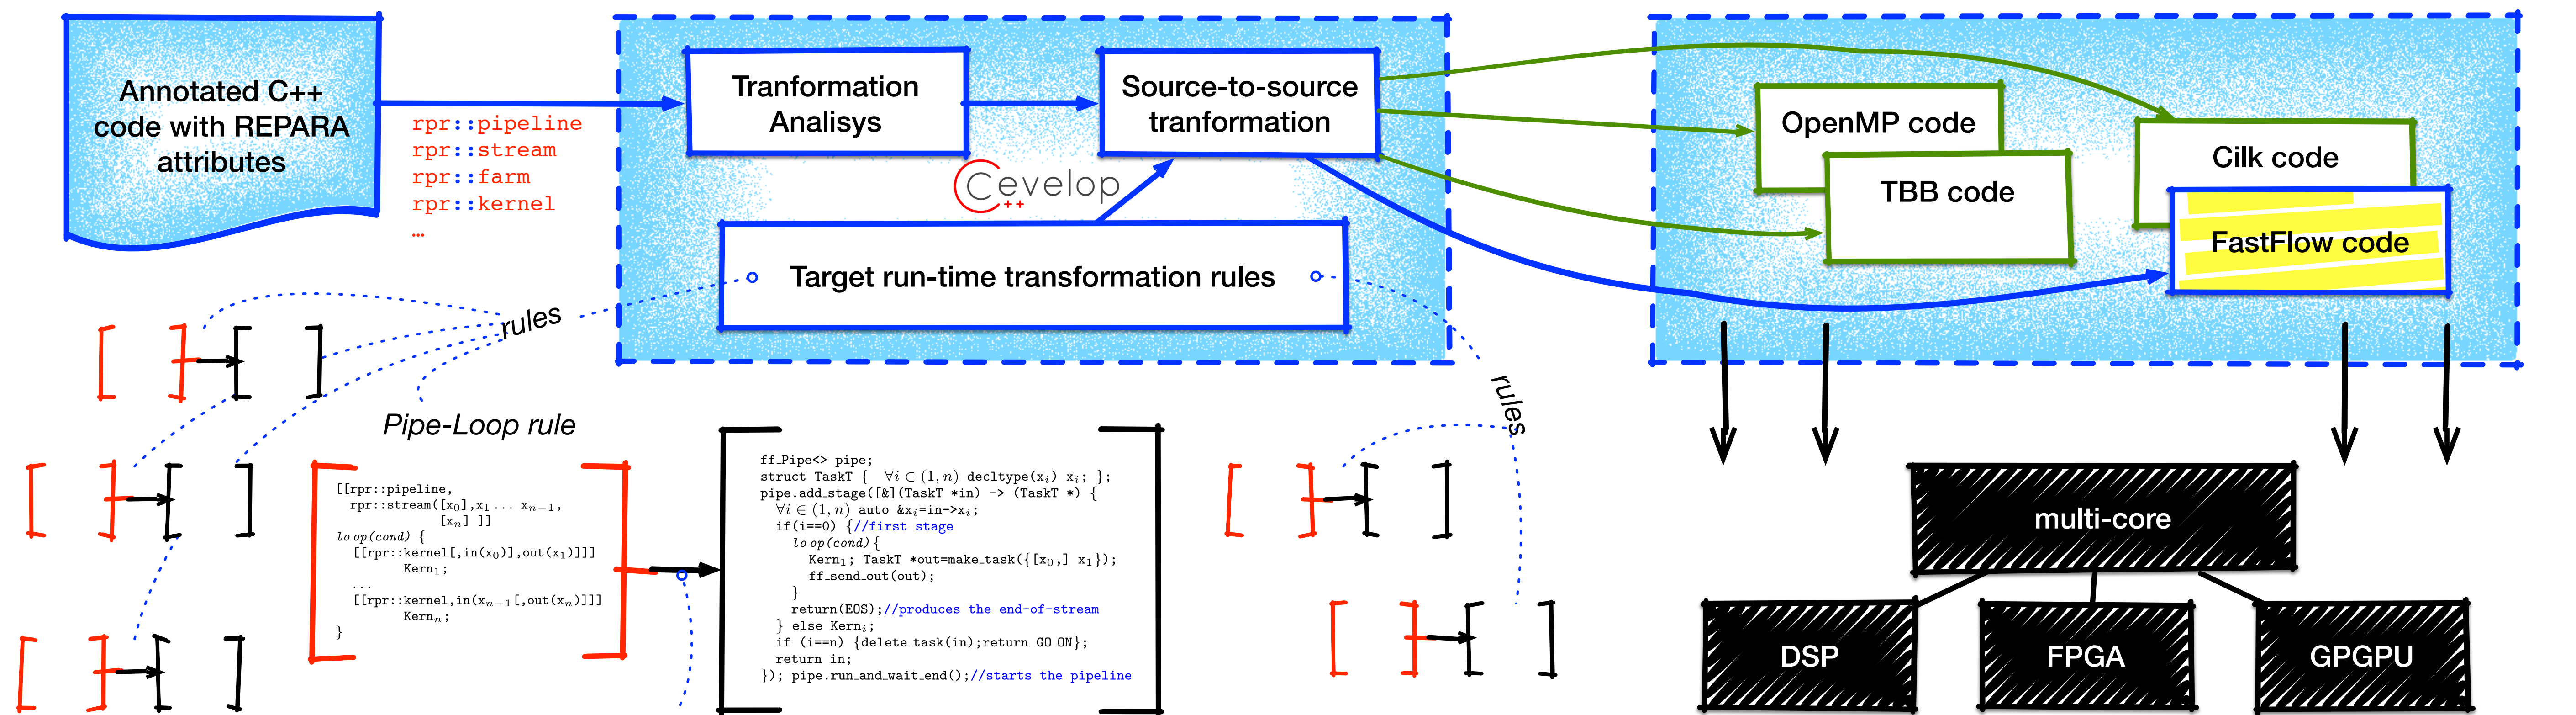 Annotated C++
code with REPARA
attributes
rpr::pipeline
rpr::stream
rpr::farm
rpr::kernel
…
Tranformation
Analisys
Source-to-source
tranformation
Cevelop
++
Target run-time transformation rules
OpenMP code
TBB code
Cilk code
FastFlow code
rules
rules
Pipe-Loop rule
[[rpr::pipeline,
rpr::stream([x₀],x₁ ... xₙ₋₁,
[xₙ] ]]
loop(cond) {
[[rpr::kernel[,in(x₀)],out(x₁)]]]
Kern₁;
...
[[rpr::kernel,in(xₙ₋₁[,out(xₙ)]]]
Kernₙ;
}
ff_Pipe<> pipe;
struct TaskT { ∀i ∈ (1, n) decltype(xᵢ) xᵢ; };
pipe.add_stage([&](TaskT *in) -> (TaskT *) {
∀i ∈ (1, n) auto &xᵢ=in->xᵢ;
if(i==0) {//first stage
loop(cond){
Kern₁; TaskT *out=make_task({[x₀,] x₁});
ff_send_out(out);
}
return(EOS);//produces the end-of-stream
} else Kernᵢ;
if (i==n) {delete_task(in);return GO_ON};
return in;
}); pipe.run_and_wait_end();//starts the pipeline
multi-core
DSP
FPGA
GPGPU